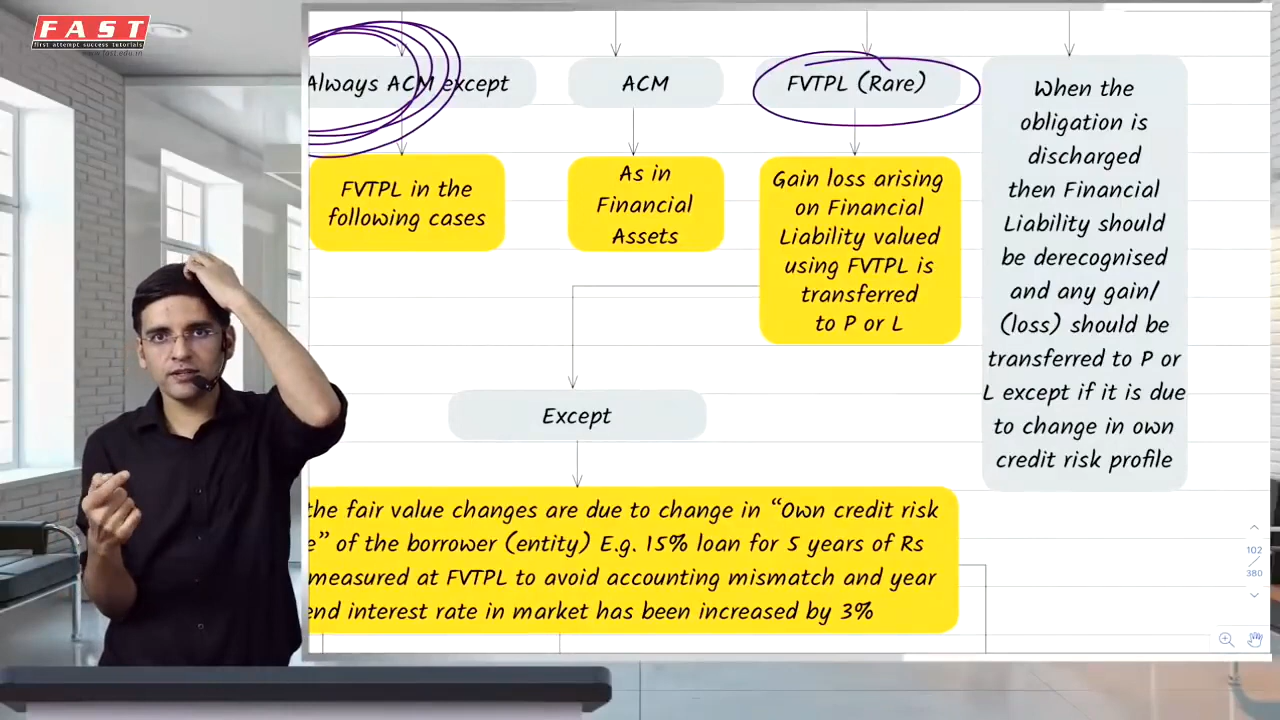 FAST
first attempt success tutorials
www.fast.edu.in
Always ACM except
ACM
FVTPL (Rare)
FVTPL in the
following cases
As in
Financial
Assets
Gain loss arising
on Financial
Liability valued
using FVTPL is
transferred
to P or L
When the
obligation is
discharged
then Financial
Liability should
be derecognised
and any gain/
(loss) should be
transferred to P or
L except if it is due
to change in own
credit risk profile
Except
the fair value changes are due to change in “Own credit risk
e” of the borrower (entity) E.g. 15% loan for 5 years of Rs
measured at FVTPL to avoid accounting mismatch and year
end interest rate in market has been increased by 3%
102
380